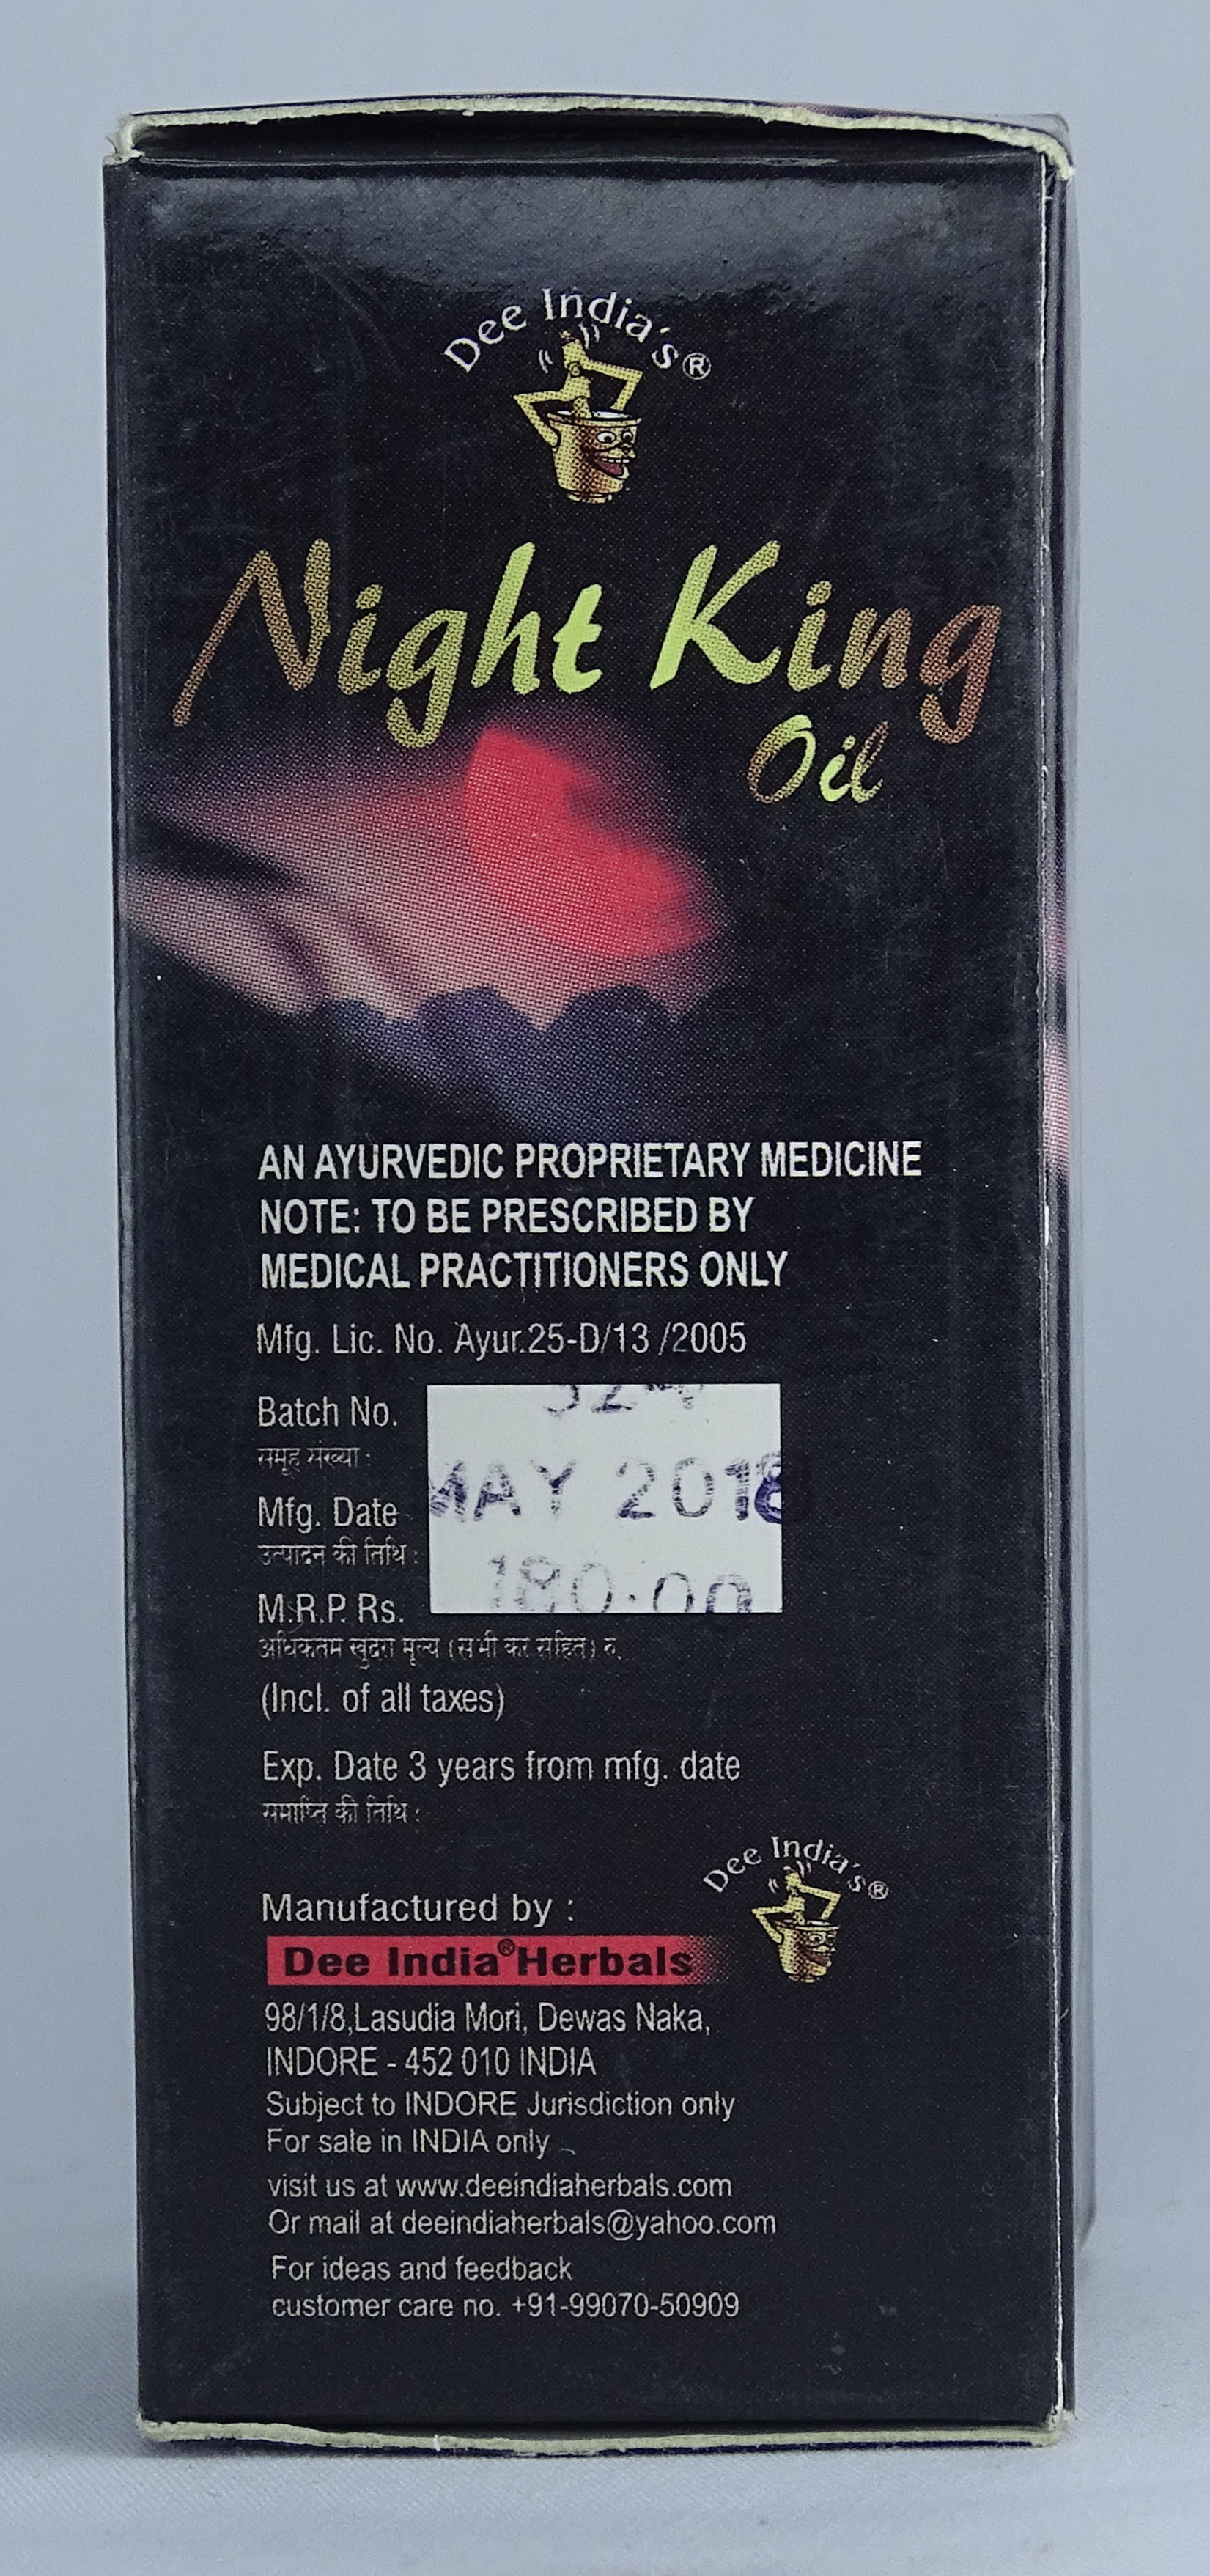 Dee India's®
Night King
Oil
AN AYURVEDIC PROPRIETARY MEDICINE
NOTE: TO BE PRESCRIBED BY
MEDICAL PRACTITIONERS ONLY
Mfg. Lic. No. Ayur.25-D/13 /2005
Batch No.
समूह संख्या :
Mfg. Date MAY 2018
उत्पादन की तिथि :
M.R.P. Rs. 180.00
अधिकतम खुदरा मूल्य (सभी कर सहित) रु.
(Incl. of all taxes)
Exp. Date 3 years from mfg. date
समाप्ति की तिथि :
Dee India's®
Manufactured by :
Dee India® Herbals
98/1/8,Lasudia Mori, Dewas Naka,
INDORE - 452 010 INDIA
Subject to INDORE Jurisdiction only
For sale in INDIA only
visit us at www.deeindiaherbals.com
Or mail at deeindiaherbals@yahoo.com
For ideas and feedback
customer care no. +91-99070-50909